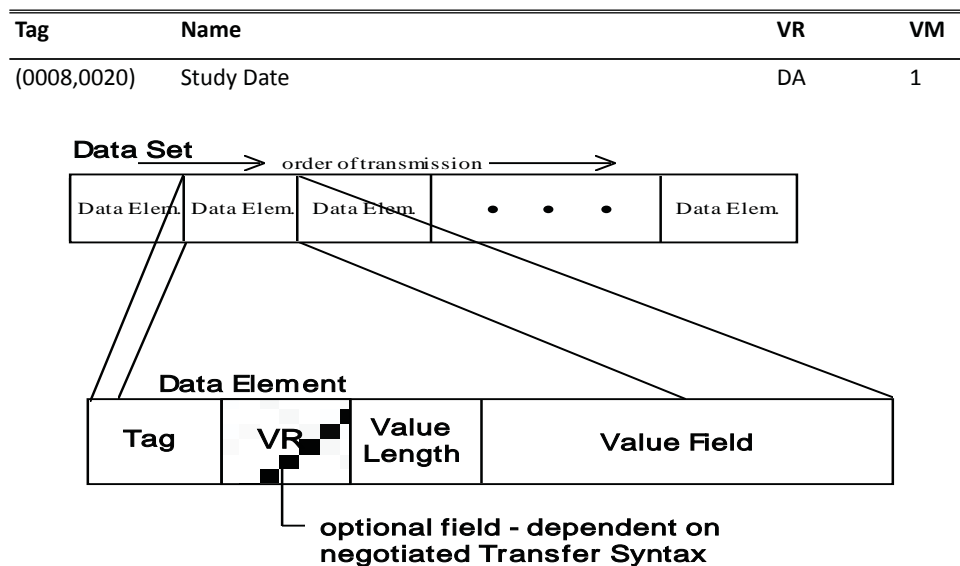 Tag Name VR VM
(0008,0020) Study Date DA 1
Data Set
order of transmission
Data Elem. Data Elem. Data Elem. • • • Data Elem.
Data Element
Tag VR Value Length Value Field
optional field - dependent on
negotiated Transfer Syntax